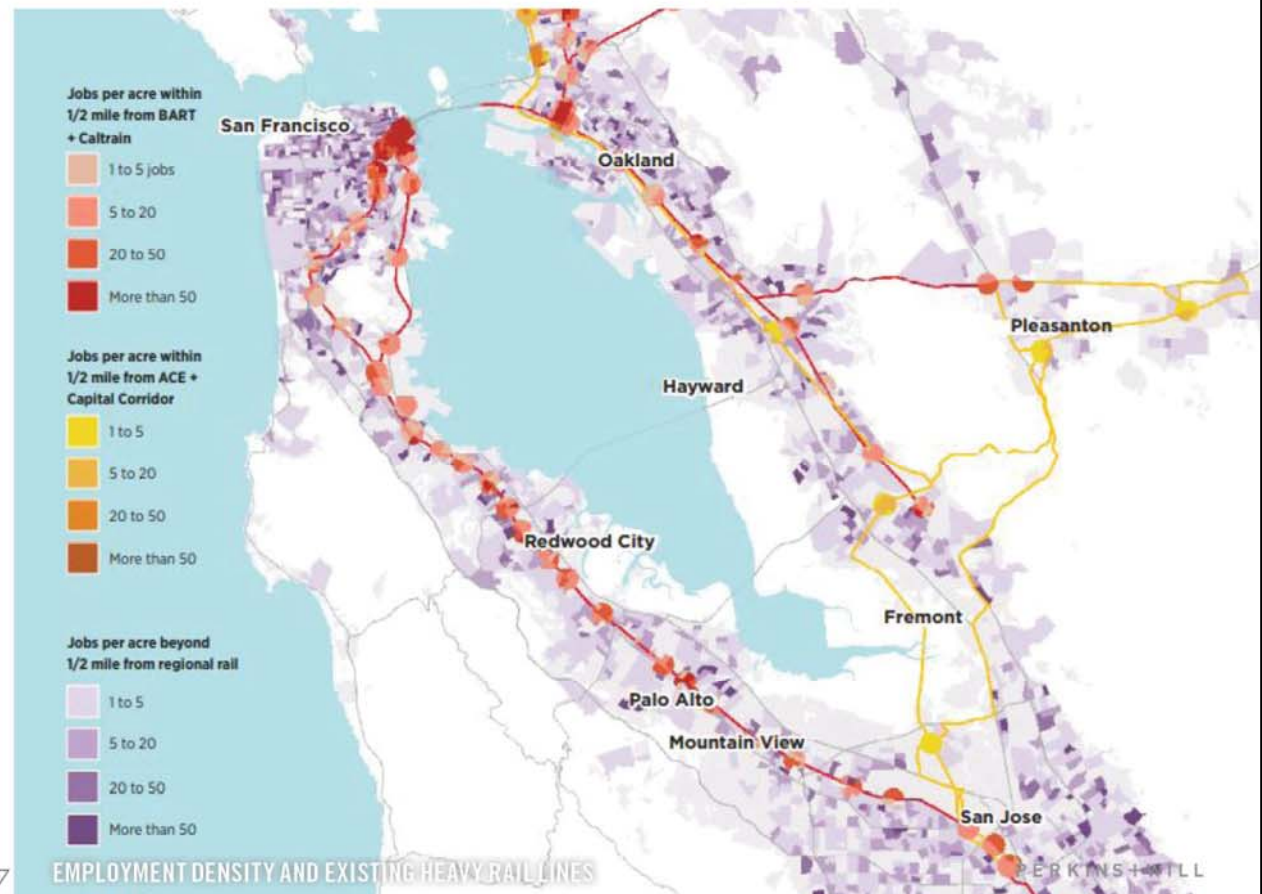 Jobs per acre within
1/2 mile from BART
+ Caltrain
1 to 5 jobs
5 to 20
20 to 50
More than 50
Jobs per acre within
1/2 mile from ACE +
Capital Corridor
1 to 5
5 to 20
20 to 50
More than 50
Jobs per acre beyond
1/2 mile from regional rail
1 to 5
5 to 20
20 to 50
More than 50
San Francisco
Oakland
Pleasanton
Hayward
Redwood City
Fremont
Palo Alto
Mountain View
San Jose
7
EMPLOYMENT DENSITY AND EXISTING HEAVY RAIL LINES
PERKINS+WILL